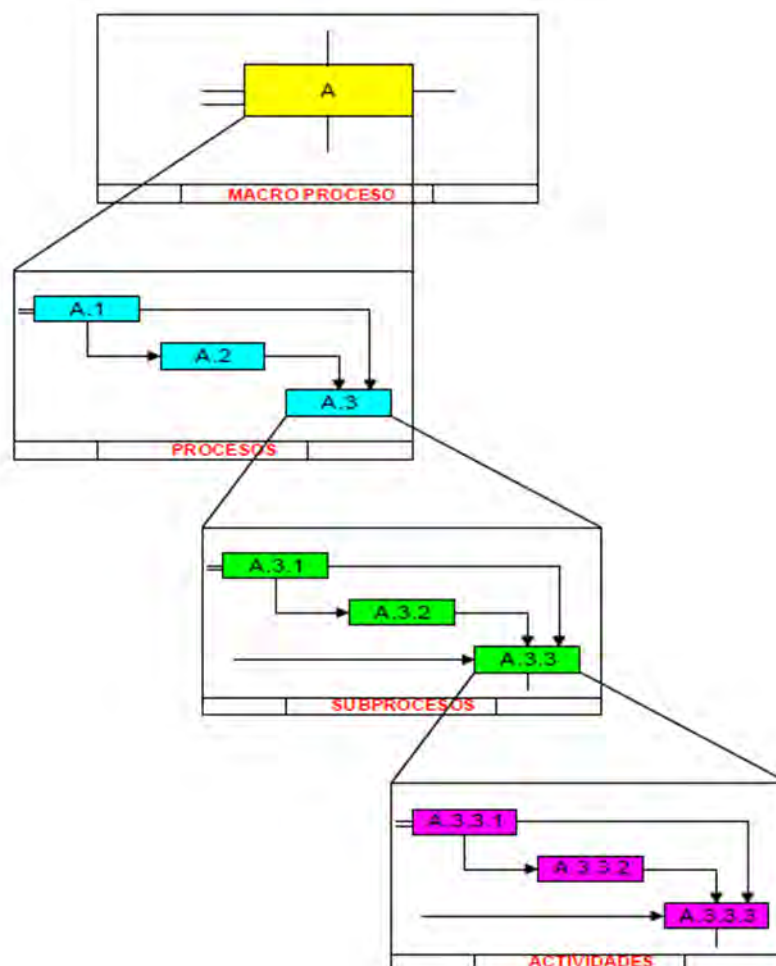 A
MACRO PROCESO
A.1
A.2
A.3
PROCESOS
A.3.1
A.3.2
A.3.3
SUBPROCESOS
A.3.3.1
A.3.3.2
A.3.3.3
ACTIVIDADES